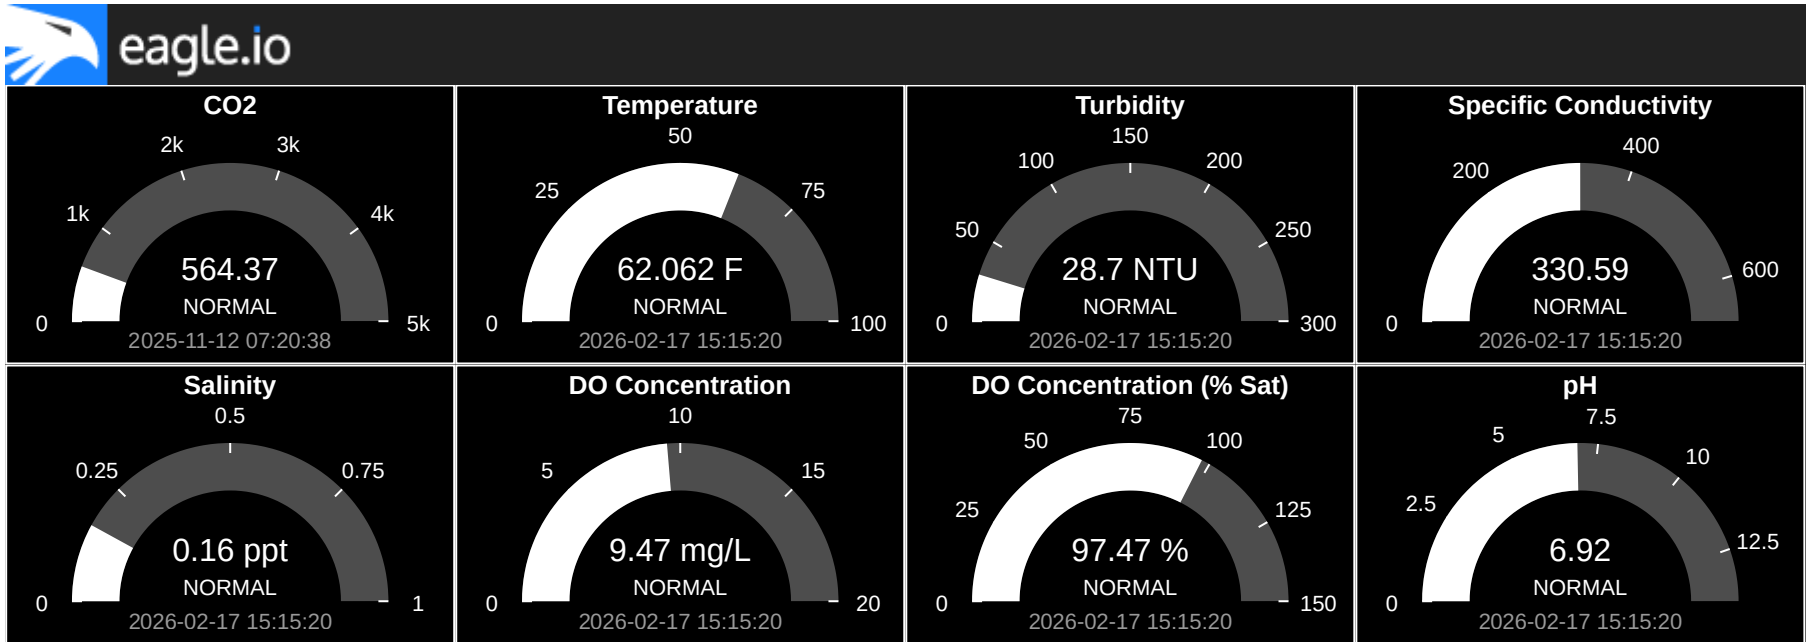 eagle.io
CO2
0
1k
2k
3k
4k
5k
564.37
NORMAL
2025-11-12 07:20:38
Temperature
0
25
50
75
100
62.062 F
NORMAL
2026-02-17 15:15:20
Turbidity
0
50
100
150
200
250
300
28.7 NTU
NORMAL
2026-02-17 15:15:20
Specific Conductivity
0
200
400
600
330.59
NORMAL
2026-02-17 15:15:20
Salinity
0
0.25
0.5
0.75
1
0.16 ppt
NORMAL
2026-02-17 15:15:20
DO Concentration
0
5
10
15
20
9.47 mg/L
NORMAL
2026-02-17 15:15:20
DO Concentration (% Sat)
0
25
50
75
100
125
150
97.47 %
NORMAL
2026-02-17 15:15:20
pH
0
2.5
5
7.5
10
12.5
6.92
NORMAL
2026-02-17 15:15:20